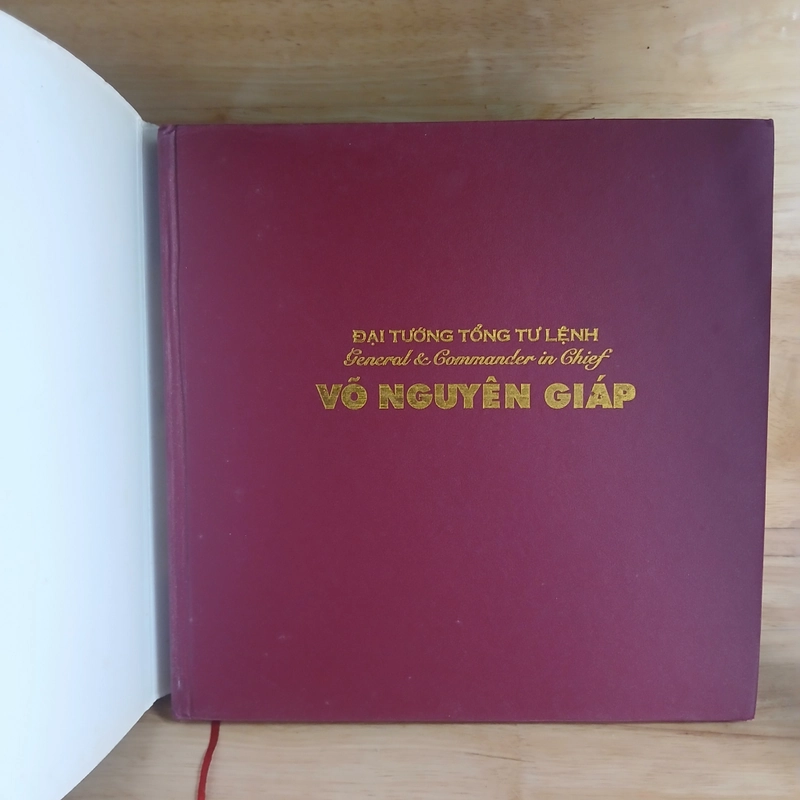 ĐẠI TƯỚNG TỔNG TƯ LỆNH
General & Commander in Chief
VÕ NGUYÊN GIÁP